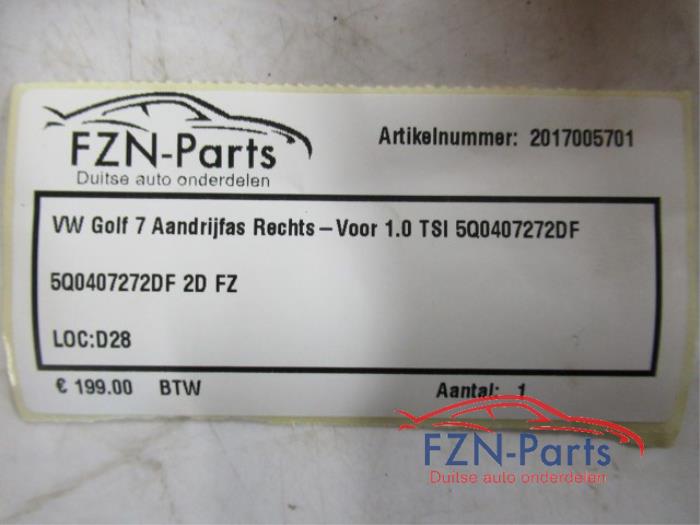 FZN-Parts
Duitse auto onderdelen
Artikelnummer: 2017005701
VW Golf 7 Aandrijfas Rechts-Voor 1.0 TSI 5Q0407272DF
5Q0407272DF 2D FZ
LOC:D28
€ 199.00 BTW
Aantal: 1
FZN-Parts
Duitse auto onderdelen